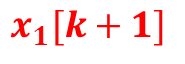 x₁[k + 1]